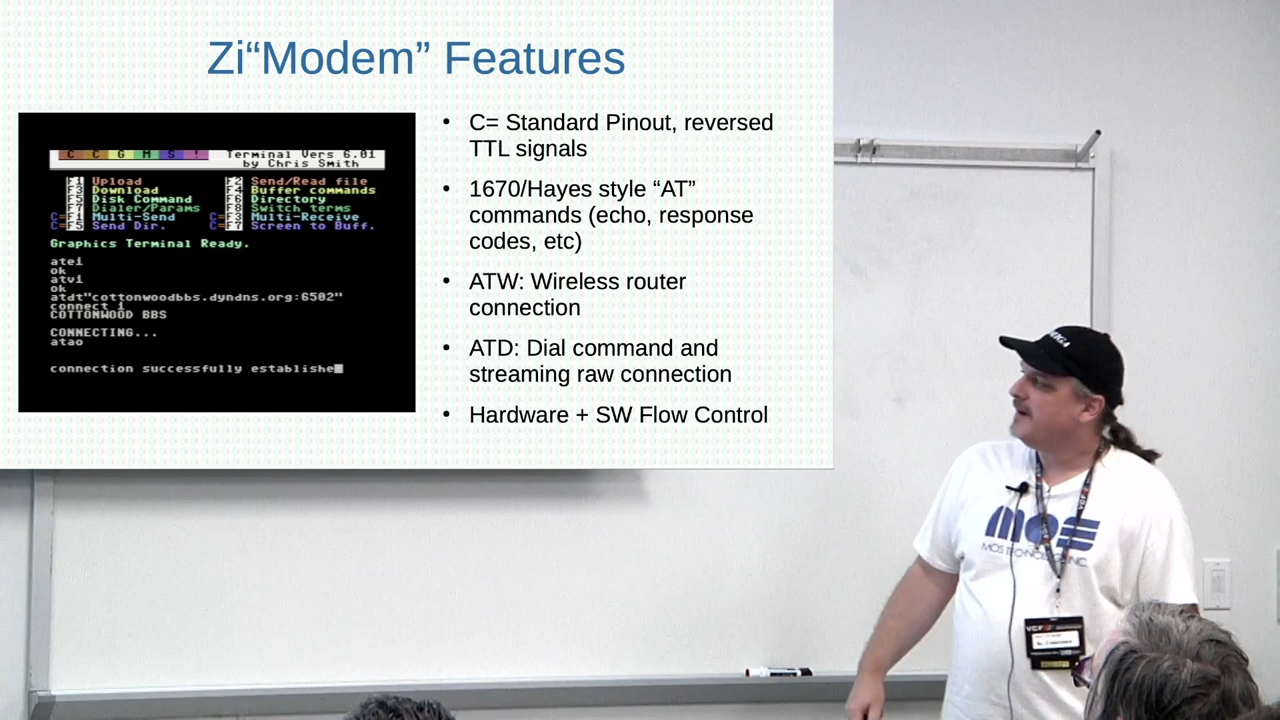 Zi“Modem” Features
C C G M S ! Terminal Vers 6.01
by Chris Smith
F1 Upload F2 Send/Read file
F3 Download F4 Buffer commands
F5 Disk Command F6 Directory
F7 Dialer/Params F8 Switch terms
C=F1 Multi-Send C=F3 Multi-Receive
C=F5 Send Dir. C=F7 Screen to Buff.
Graphics Terminal Ready.
ate1
ok
atv1
ok
atdt"cottonwoodbbs.dyndns.org:6502"
connect 1
COTTONWOOD BBS
CONNECTING...
atao
connection successfully establishe
• C= Standard Pinout, reversed
TTL signals
• 1670/Hayes style “AT”
commands (echo, response
codes, etc)
• ATW: Wireless router
connection
• ATD: Dial command and
streaming raw connection
• Hardware + SW Flow Control
MOS
MOS TECHNOLOGY, INC.
VCF